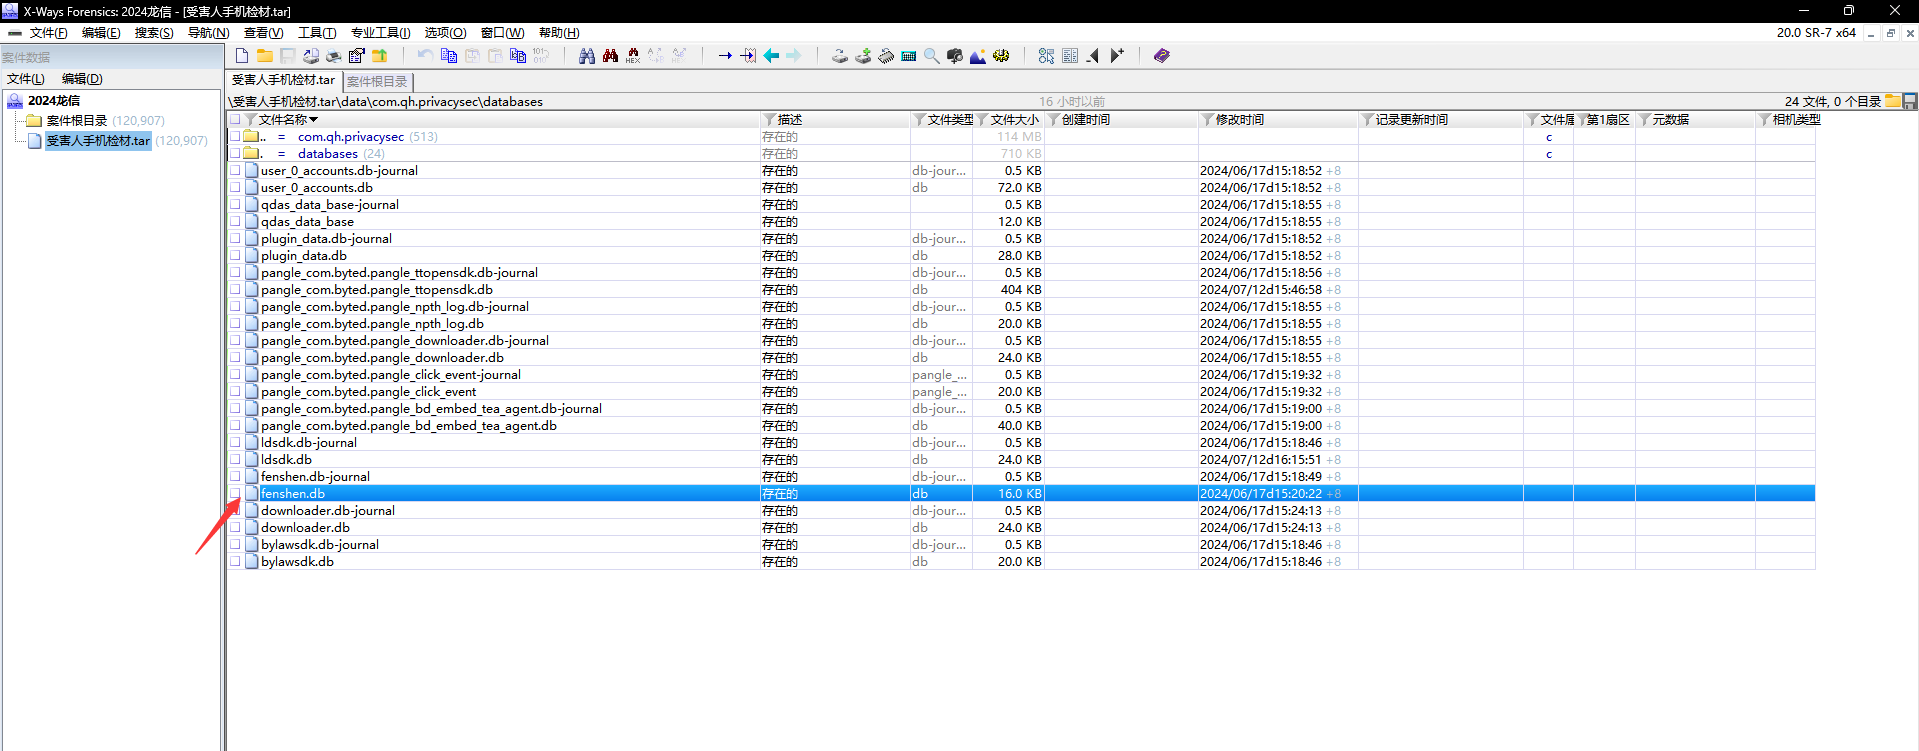 X-Ways Forensics: 2024龙信 - [受害人手机检材.tar]
文件(F) 编辑(E) 搜索(S) 导航(N) 查看(V) 工具(T) 专业工具(I) 选项(O) 窗口(W) 帮助(H) 20.0 SR-7 x64
案件数据
文件(L) 编辑(D)
2024龙信
案件根目录 (120,907)
受害人手机检材.tar (120,907)
受害人手机检材.tar 案件根目录
\受害人手机检材.tar\data\com.qh.privacysec\databases 16 小时以前 24 文件, 0 个目录
文件名称 描述 文件类型 文件大小 创建时间 修改时间 记录更新时间 文件属 第1扇区 元数据 相机类型
.. = com.qh.privacysec (513) 存在的 114 MB c
. = databases (24) 存在的 710 KB c
user_0_accounts.db-journal 存在的 db-jour... 0.5 KB 2024/06/17d15:18:52 +8
user_0_accounts.db 存在的 db 72.0 KB 2024/06/17d15:18:52 +8
qdas_data_base-journal 存在的 0.5 KB 2024/06/17d15:18:55 +8
qdas_data_base 存在的 12.0 KB 2024/06/17d15:18:55 +8
plugin_data.db-journal 存在的 db-jour... 0.5 KB 2024/06/17d15:18:52 +8
plugin_data.db 存在的 db 28.0 KB 2024/06/17d15:18:52 +8
pangle_com.byted.pangle_ttopensdk.db-journal 存在的 db-jour... 0.5 KB 2024/06/17d15:18:56 +8
pangle_com.byted.pangle_ttopensdk.db 存在的 db 404 KB 2024/07/12d15:46:58 +8
pangle_com.byted.pangle_npth_log.db-journal 存在的 db-jour... 0.5 KB 2024/06/17d15:18:55 +8
pangle_com.byted.pangle_npth_log.db 存在的 db 20.0 KB 2024/06/17d15:18:55 +8
pangle_com.byted.pangle_downloader.db-journal 存在的 db-jour... 0.5 KB 2024/06/17d15:18:55 +8
pangle_com.byted.pangle_downloader.db 存在的 db 24.0 KB 2024/06/17d15:18:55 +8
pangle_com.byted.pangle_click_event-journal 存在的 pangle_... 0.5 KB 2024/06/17d15:19:32 +8
pangle_com.byted.pangle_click_event 存在的 pangle_... 20.0 KB 2024/06/17d15:19:32 +8
pangle_com.byted.pangle_bd_embed_tea_agent.db-journal 存在的 db-jour... 0.5 KB 2024/06/17d15:19:00 +8
pangle_com.byted.pangle_bd_embed_tea_agent.db 存在的 db 40.0 KB 2024/06/17d15:19:00 +8
ldsdk.db-journal 存在的 db-jour... 0.5 KB 2024/06/17d15:18:46 +8
ldsdk.db 存在的 db 24.0 KB 2024/07/12d16:15:51 +8
fenshen.db-journal 存在的 db-jour... 0.5 KB 2024/06/17d15:18:49 +8
fenshen.db 存在的 db 16.0 KB 2024/06/17d15:20:22 +8
downloader.db-journal 存在的 db-jour... 0.5 KB 2024/06/17d15:24:13 +8
downloader.db 存在的 db 24.0 KB 2024/06/17d15:24:13 +8
bylawsdk.db-journal 存在的 db-jour... 0.5 KB 2024/06/17d15:18:46 +8
bylawsdk.db 存在的 db 20.0 KB 2024/06/17d15:18:46 +8